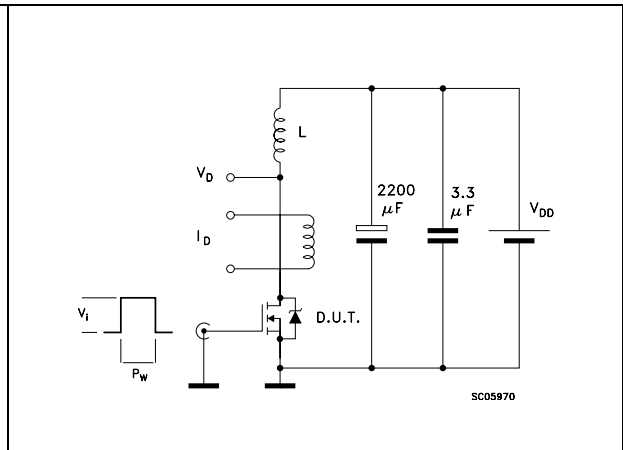 L
V_D
2200
μF
3.3
μF
V_DD
I_D
V_i
D.U.T.
P_W
SC05970